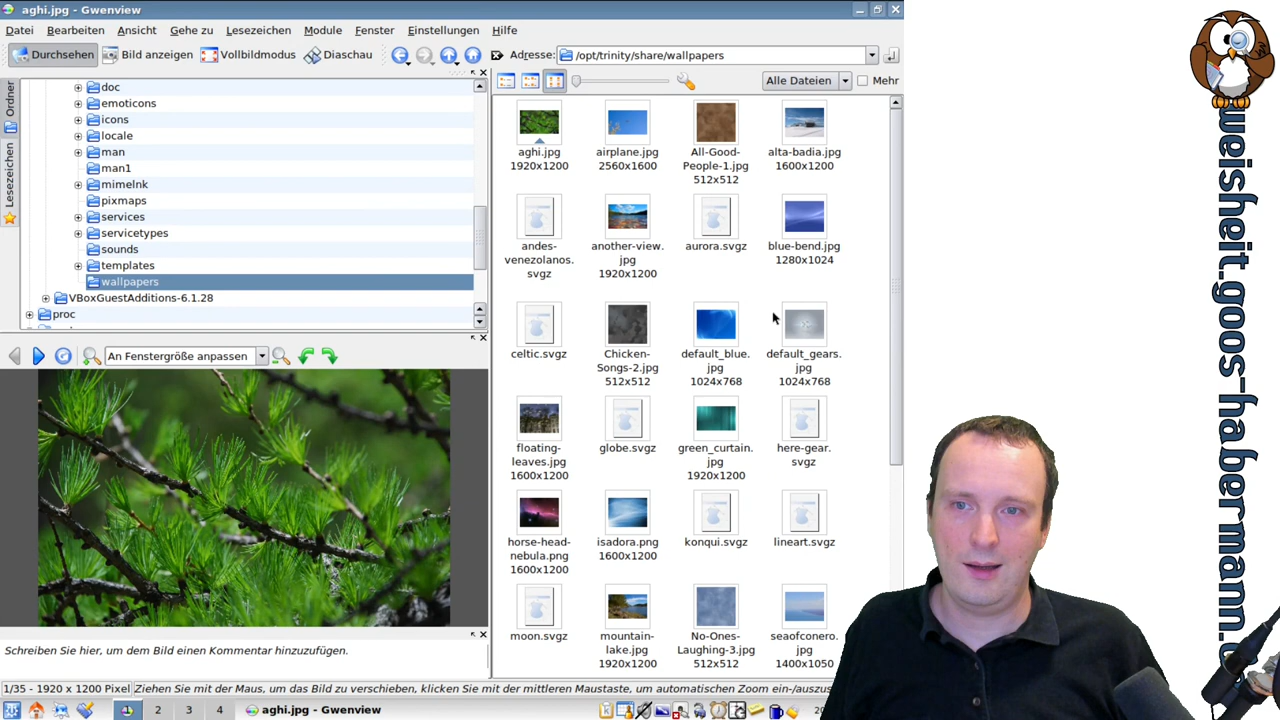 aghi.jpg - Gwenview
Datei Bearbeiten Ansicht Gehe zu Lesezeichen Module Fenster Einstellungen Hilfe
Durchsehen Bild anzeigen Vollbildmodus Diaschau Adresse: /opt/trinity/share/wallpapers
Alle Dateien Mehr
Ordner
Lesezeichen
doc
emoticons
icons
locale
man
man1
mimelnk
pixmaps
services
servicetypes
sounds
templates
wallpapers
VBoxGuestAdditions-6.1.28
proc
An Fenstergröße anpassen
Schreiben Sie hier, um dem Bild einen Kommentar hinzuzufügen.
aghi.jpg
1920x1200
airplane.jpg
2560x1600
All-Good-
People-1.jpg
512x512
alta-badia.jpg
1600x1200
andes-
venezolanos.
svgz
another-view.
jpg
1920x1200
aurora.svgz
blue-bend.jpg
1280x1024
celtic.svgz
Chicken-
Songs-2.jpg
512x512
default_blue.
jpg
1024x768
default_gears.
jpg
1024x768
floating-
leaves.jpg
1600x1200
globe.svgz
green_curtain.
jpg
1920x1200
here-gear.
svgz
horse-head-
nebula.png
1600x1200
isadora.png
1600x1200
konqui.svgz
lineart.svgz
moon.svgz
mountain-
lake.jpg
1920x1200
No-Ones-
Laughing-3.jpg
512x512
seaofconero.
jpg
1400x1050
1/35 - 1920 x 1200 Pixel Ziehen Sie mit der Maus, um das Bild zu verschieben, klicken Sie mit der mittleren Maustaste, um automatischen Zoom ein-/auszus
1 2 3 4 aghi.jpg - Gwenview
weisheit.goos-habermann.